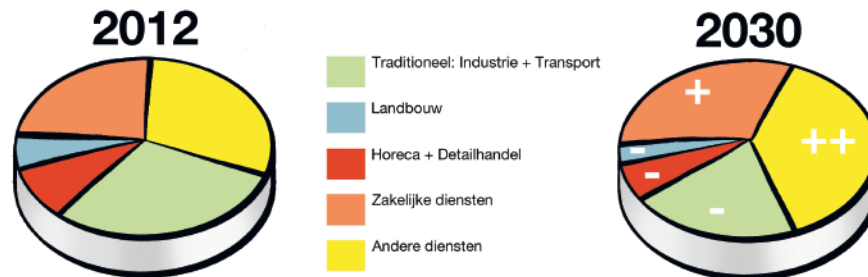 2012
2030
Traditioneel: Industrie + Transport
Landbouw
Horeca + Detailhandel
Zakelijke diensten
Andere diensten
+
++
-
-
-